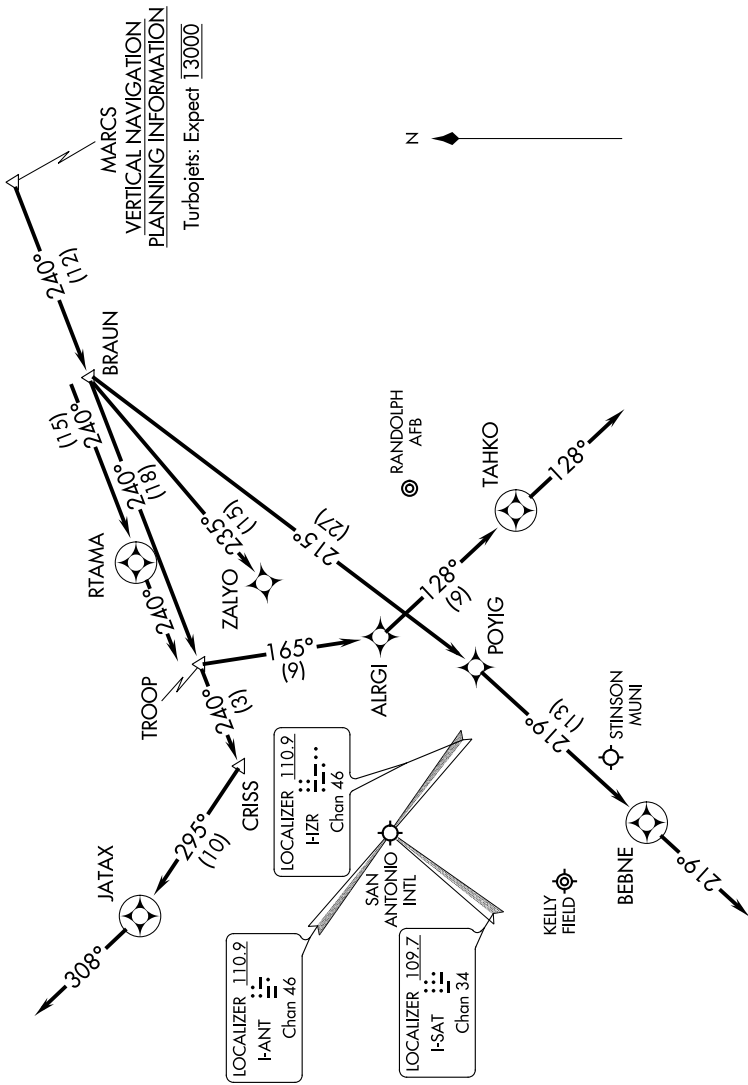 MARCS
VERTICAL NAVIGATION
PLANNING INFORMATION
Turbojets: Expect 13000
N
240°
(12)
BRAUN
(15)
240°
240°
(18)
235°
(15)
215°
(27)
RTAMA
240°
ZALYO
RANDOLPH
AFB
TAHKO
128°
128°
(9)
TROOP
165°
(9)
ALRGI
POYIG
240°
(3)
CRISS
219°
(13)
STINSON
MUNI
LOCALIZER 110.9
I-IZR
Chan 46
295°
(10)
JATAX
308°
SAN
ANTONIO
INTL
KELLY
FIELD
BEBNE
219°
LOCALIZER 110.9
I-ANT
Chan 46
LOCALIZER 109.7
I-SAT
Chan 34